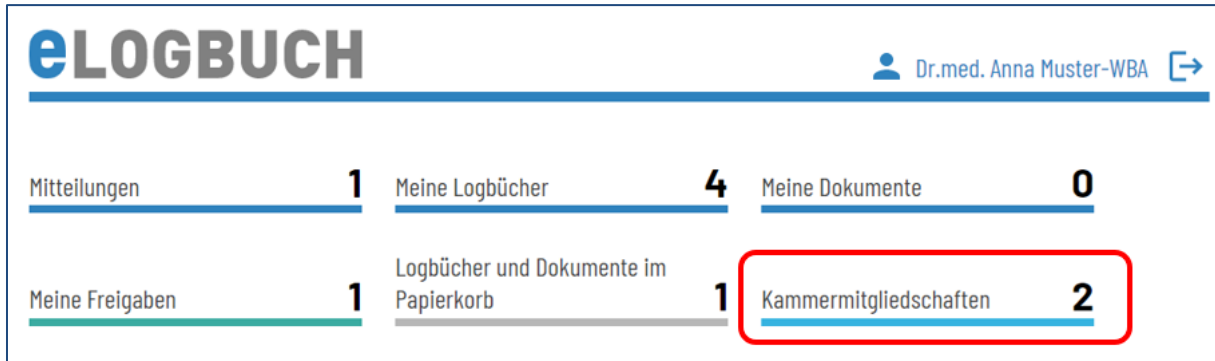 eLOGBUCH
Dr.med. Anna Muster-WBA
Mitteilungen 1
Meine Logbücher 4
Meine Dokumente 0
Meine Freigaben 1
Logbücher und Dokumente im
Papierkorb 1
Kammermitgliedschaften 2